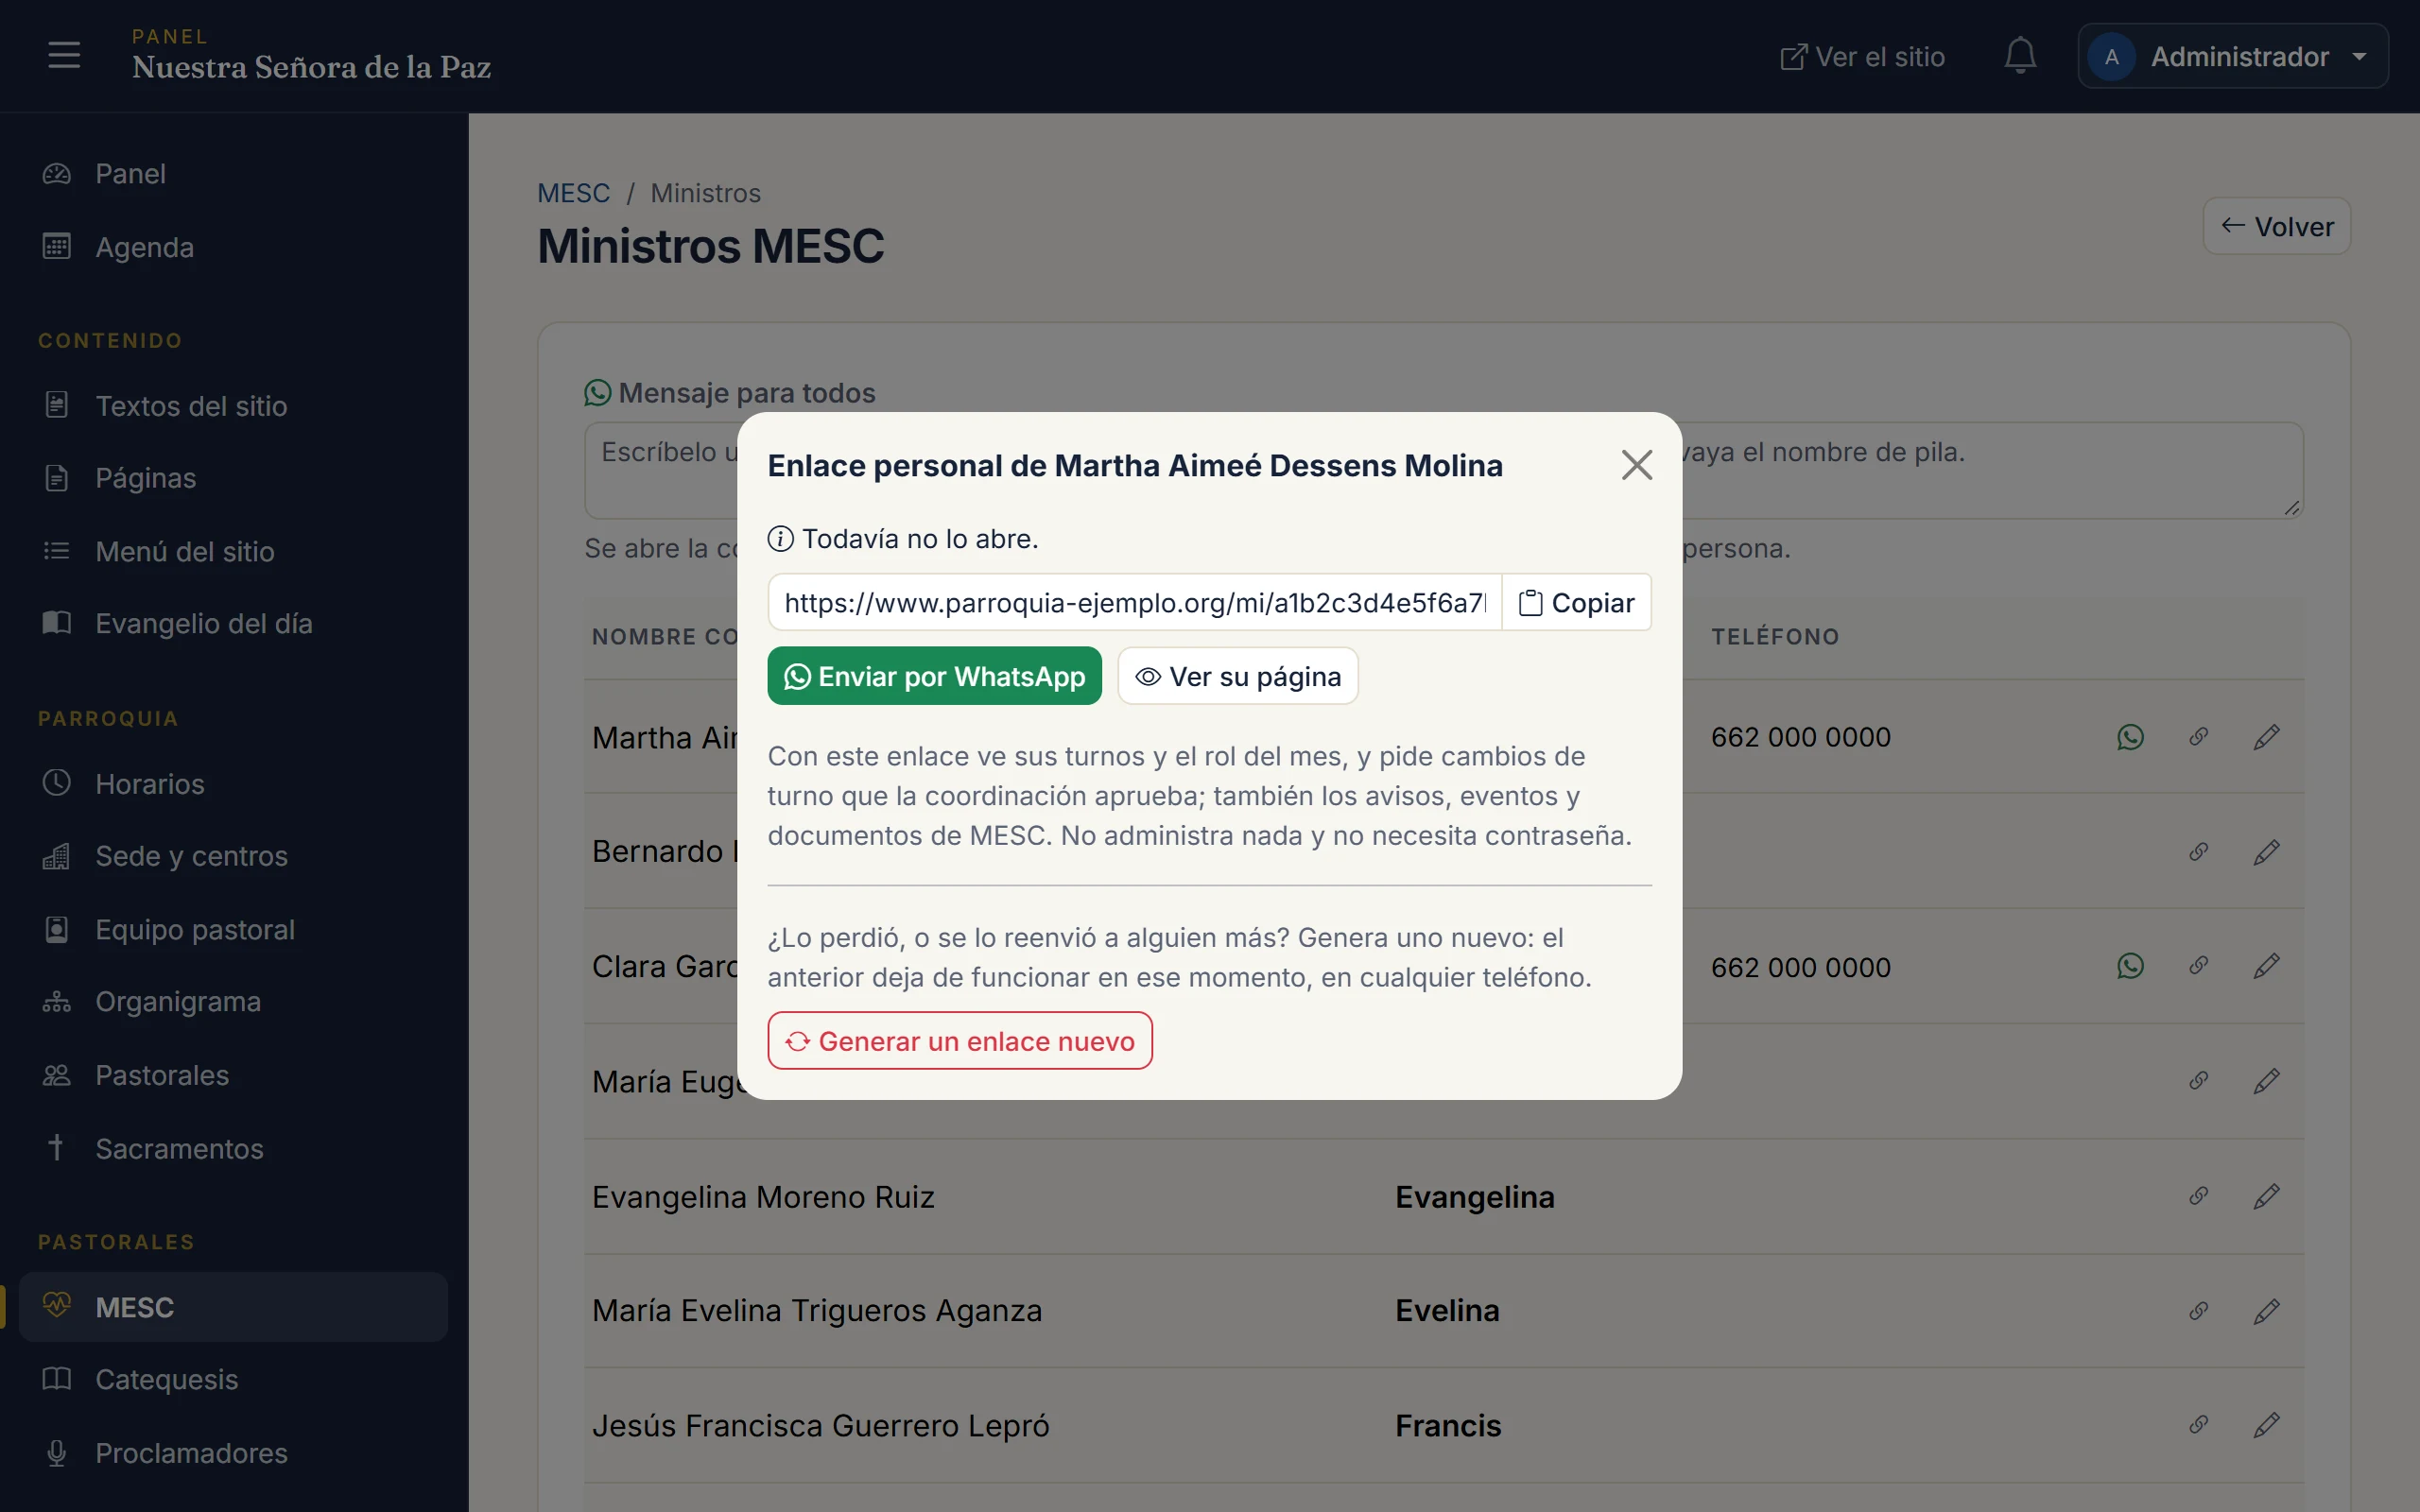 PANEL
Nuestra Señora de la Paz
Ver el sitio
A
Administrador
Panel
Agenda
CONTENIDO
Textos del sitio
Páginas
Menú del sitio
Evangelio del día
PARROQUIA
Horarios
Sede y centros
Equipo pastoral
Organigrama
Pastorales
Sacramentos
PASTORALES
MESC
Catequesis
Proclamadores
MESC / Ministros
Ministros MESC
Volver
Mensaje para todos
Escríbelo
vaya el nombre de pila.
Se abre la
persona.
NOMBRE
TELÉFONO
Martha
662 000 0000
Bernardo
Clara
662 000 0000
María
Evangelina Moreno Ruiz
Evangelina
María Evelina Trigueros Aganza
Evelina
Jesús Francisca Guerrero Lepró
Francis
Enlace personal de Martha Aimeé Dessens Molina
Todavía no lo abre.
https://www.parroquia-ejemplo.org/mi/a1b2c3d4e5f6a7
Copiar
Enviar por WhatsApp
Ver su página
Con este enlace ve sus turnos y el rol del mes, y pide cambios de
turno que la coordinación aprueba; también los avisos, eventos y
documentos de MESC. No administra nada y no necesita contraseña.
¿Lo perdió, o se lo reenvió a alguien más? Genera uno nuevo: el
anterior deja de funcionar en ese momento, en cualquier teléfono.
Generar un enlace nuevo